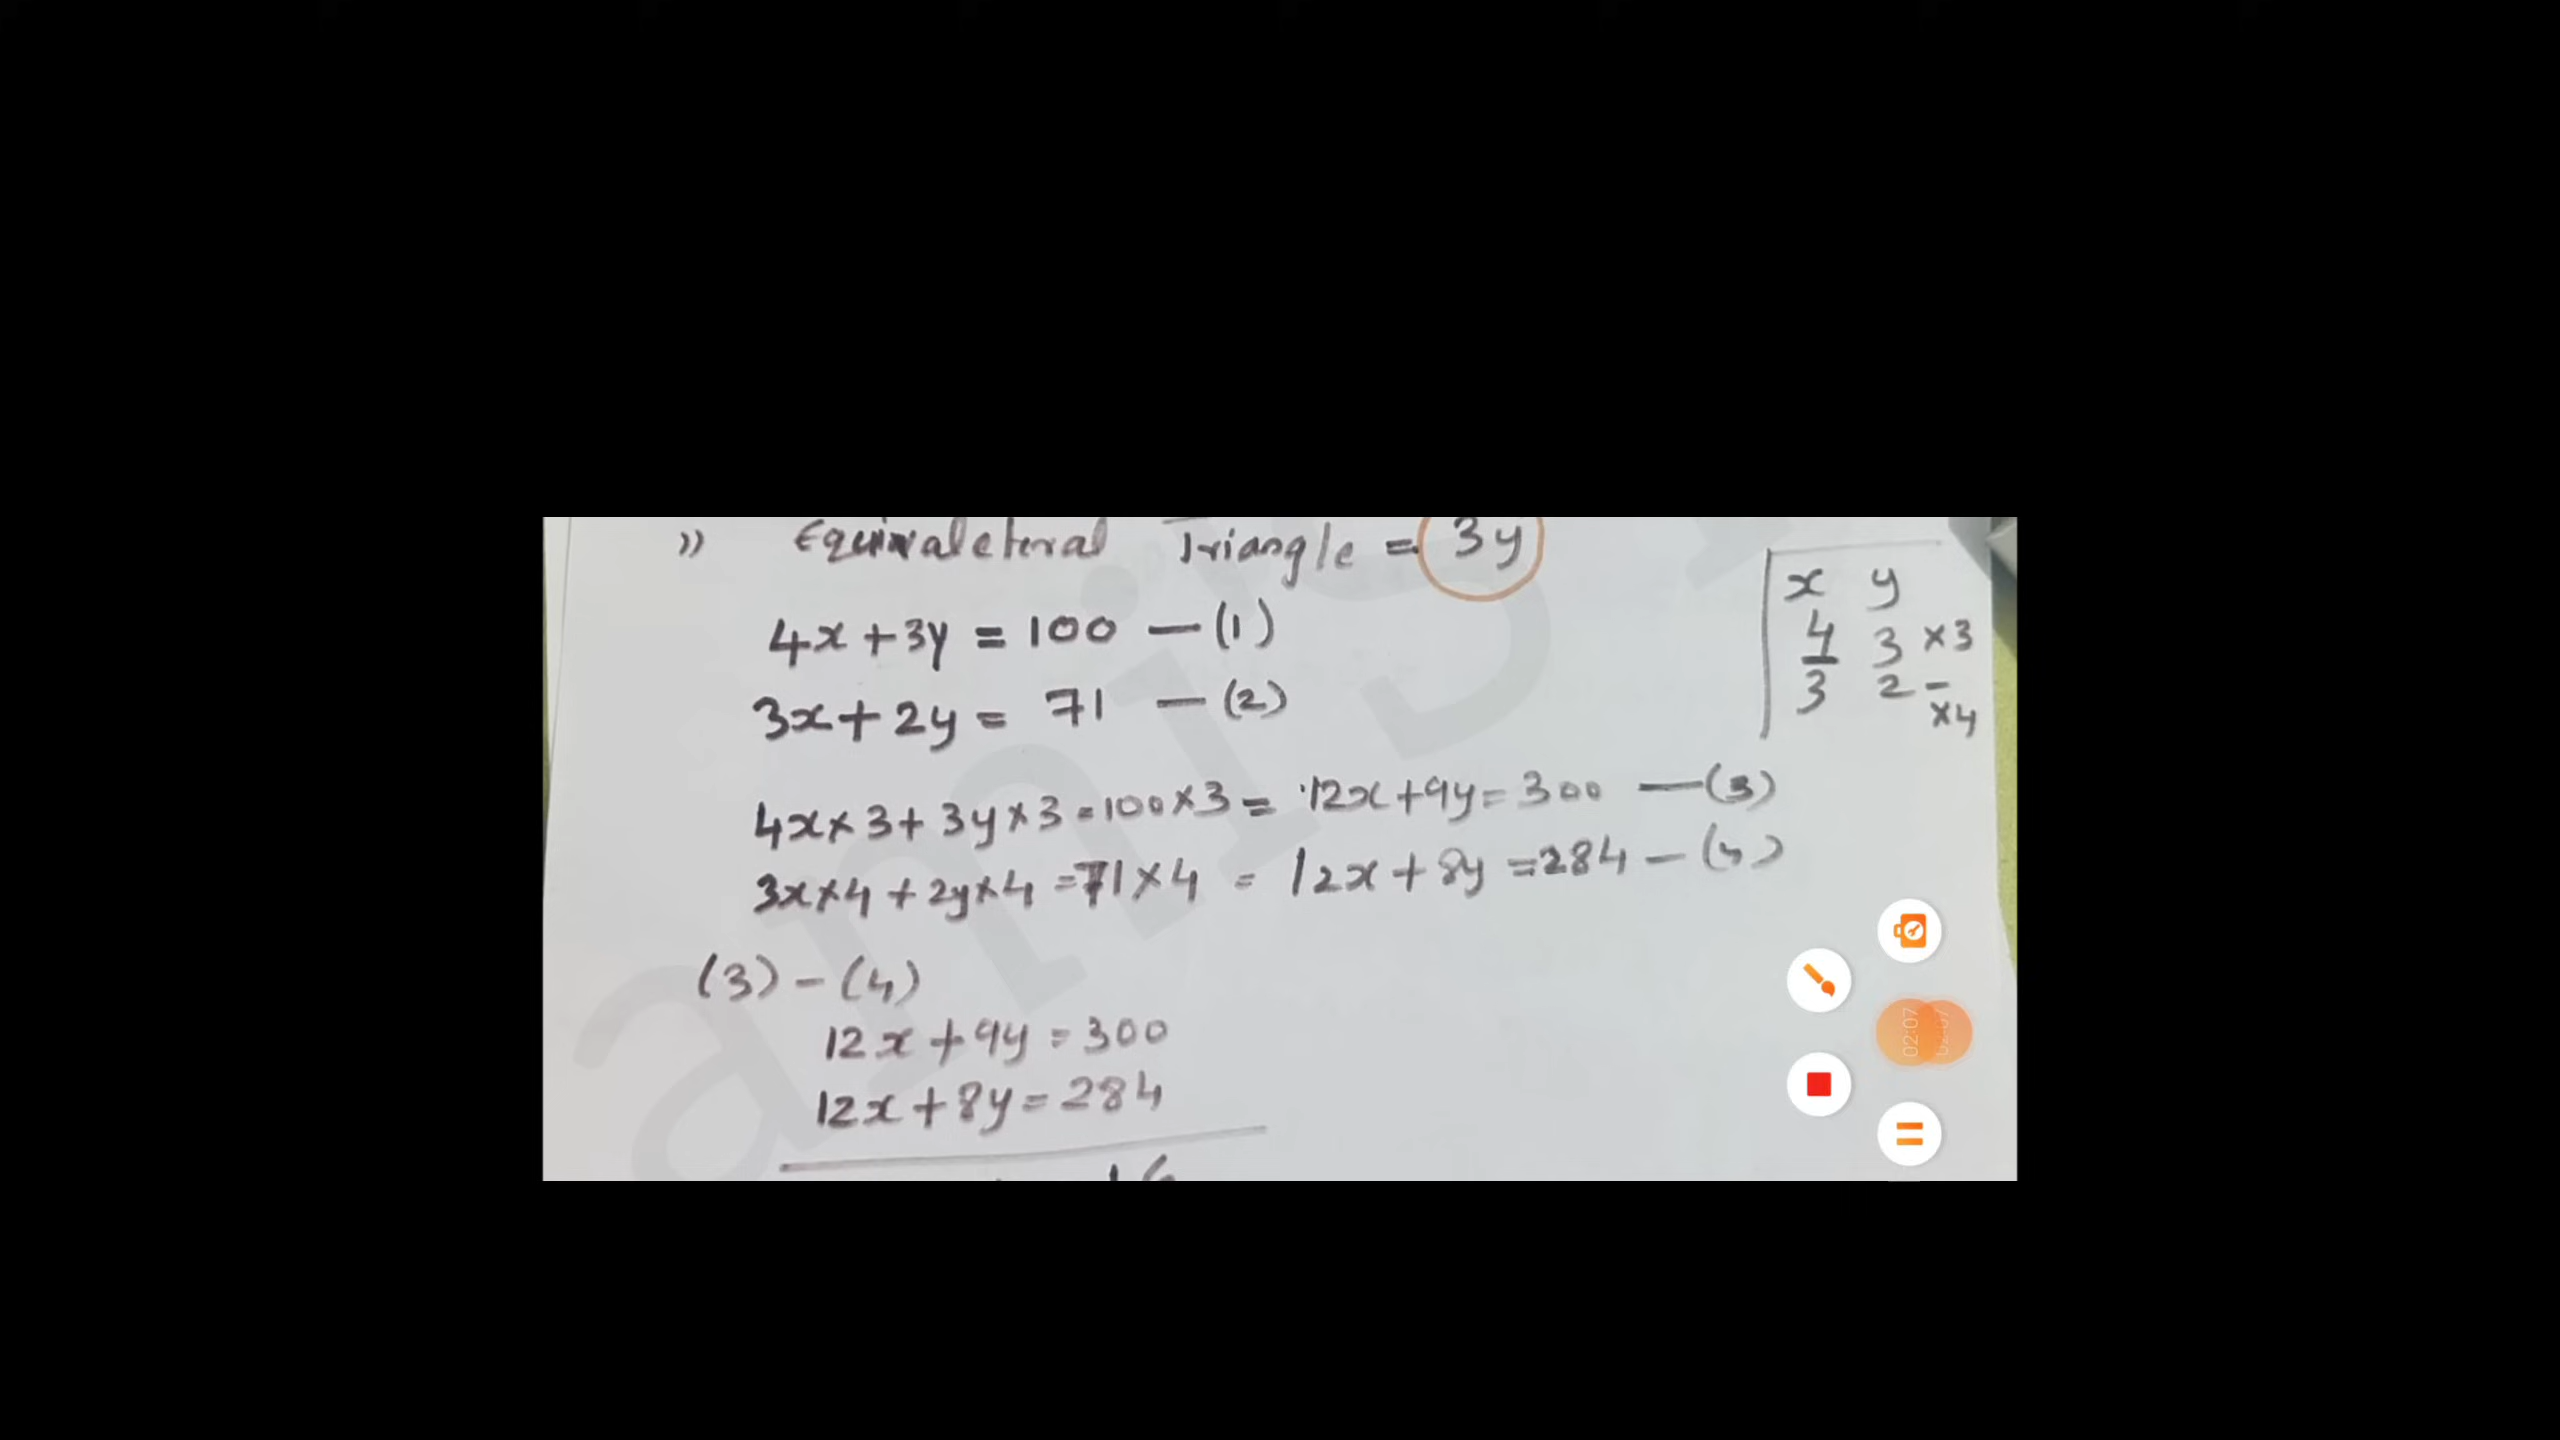 )) Equivaleteral Triangle = 3y
4x + 3y = 100 — (1)
3x + 2y = 71 — (2)
x y
4 3 ×3
3 2 –
×4
4x × 3 + 3y × 3 = 100 × 3 = 12x + 9y = 300 — (3)
3x × 4 + 2y × 4 = 71 × 4 = 12x + 8y = 284 – (4)
(3) – (4)
12x + 9y = 300
12x + 8y = 284
02:07